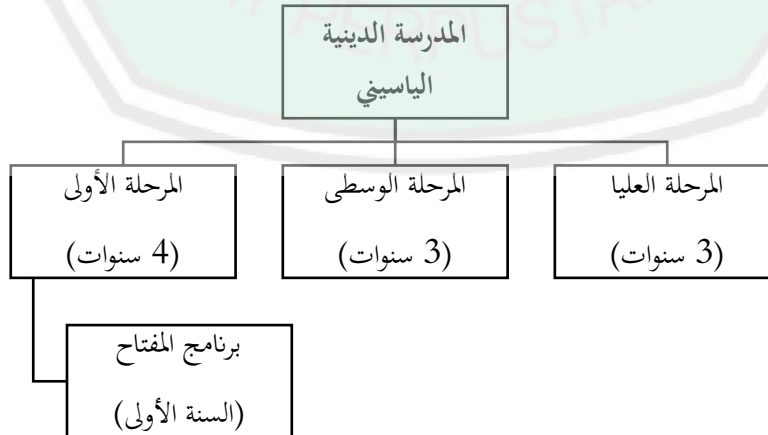 المدرسة الدينية
الياسيني
المرحلة العليا
(3 سنوات)
المرحلة الوسطى
(3 سنوات)
المرحلة الأولى
(4 سنوات)
برنامج المفتاح
(السنة الأولى)